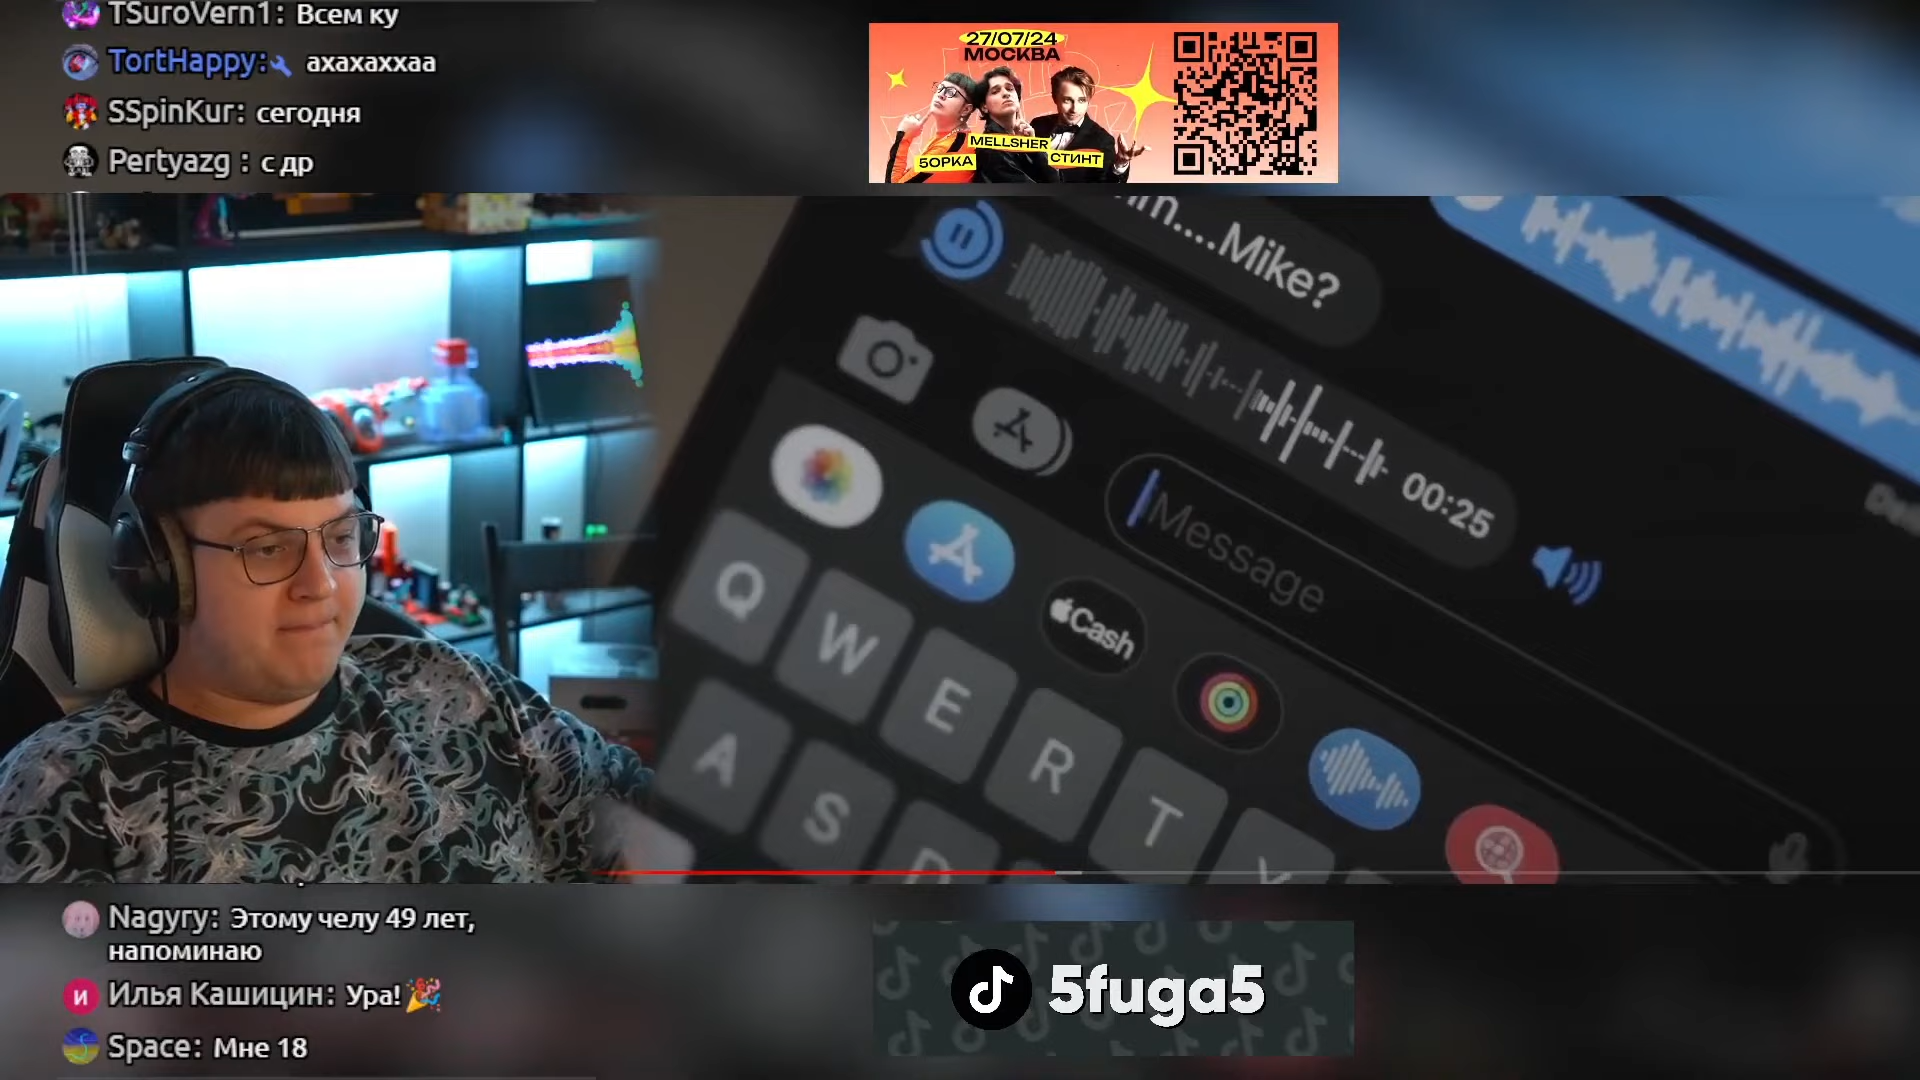 TSuroVern1: Всем ку
TortHappy: ахахаххаа
SSpinKur: сегодня
Pertyazg : с др
27/07/24
МОСКВА
5ОРКА
MELLSHER
СТИНТ
....Mike?
00:25
Message
Cash
Q W E R T Y
A S D
Nagyry: Этому челу 49 лет,
напоминаю
И
Илья Кашицин: Ура!🎉
Space: Мне 18
5fuga5